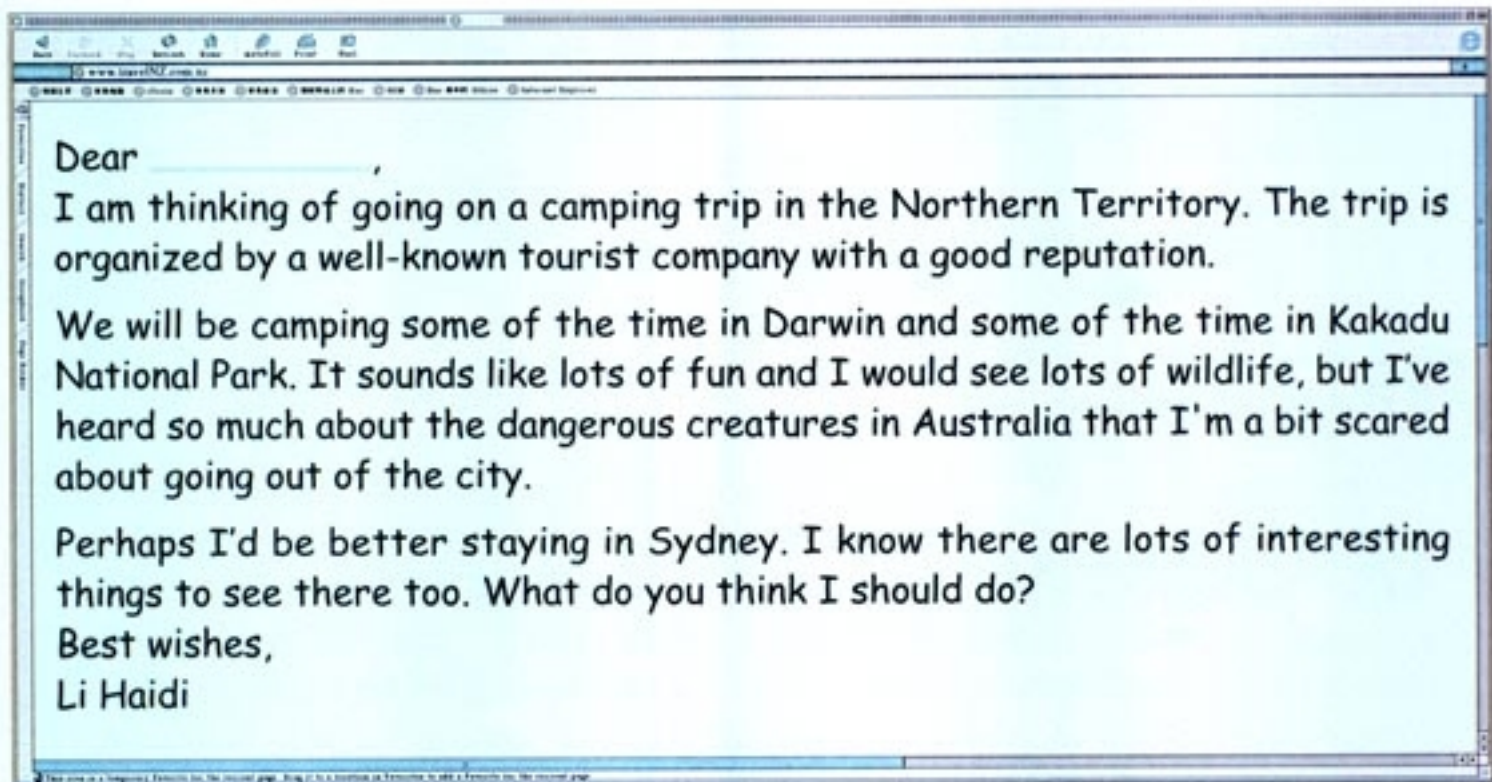 www.travelNZ.com.nz
Dear ____________,
I am thinking of going on a camping trip in the Northern Territory. The trip is
organized by a well-known tourist company with a good reputation.
We will be camping some of the time in Darwin and some of the time in Kakadu
National Park. It sounds like lots of fun and I would see lots of wildlife, but I've
heard so much about the dangerous creatures in Australia that I'm a bit scared
about going out of the city.
Perhaps I'd be better staying in Sydney. I know there are lots of interesting
things to see there too. What do you think I should do?
Best wishes,
Li Haidi